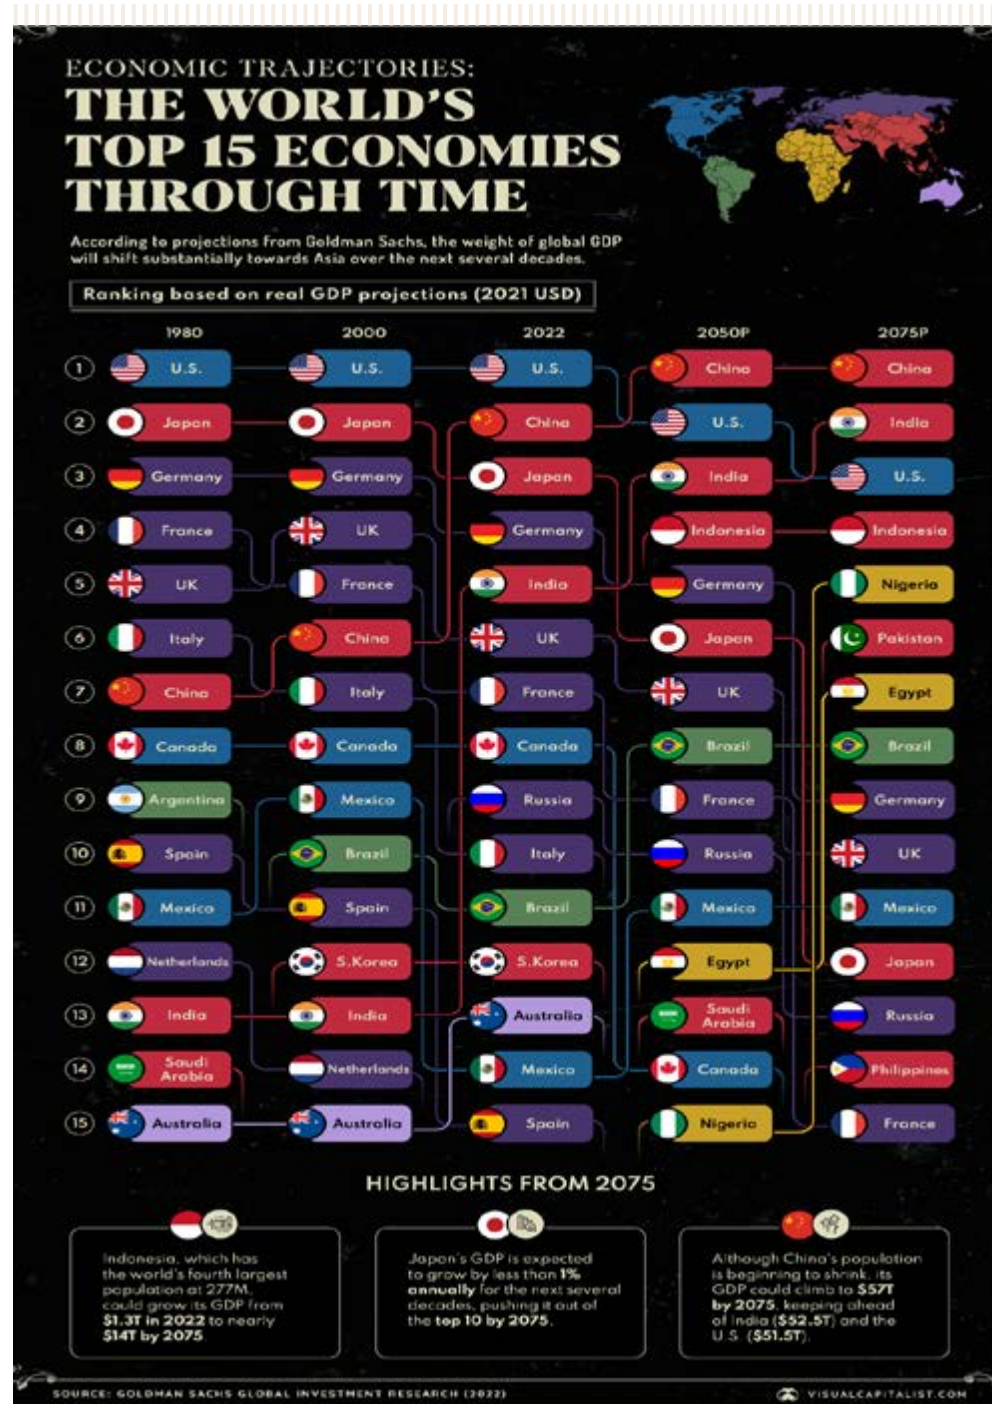 ECONOMIC TRAJECTORIES:
THE WORLD'S
TOP 15 ECONOMIES
THROUGH TIME
According to projections from Goldman Sachs, the weight of global GDP
will shift substantially towards Asia over the next several decades.
Ranking based on real GDP projections (2021 USD)
1980 2000 2022 2050P 2075P
1 U.S. U.S. U.S. China China
2 Japan Japan China U.S. India
3 Germany Germany Japan India U.S.
4 France UK Germany Indonesia Indonesia
5 UK France India Germany Nigeria
6 Italy China UK Japan Pakistan
7 China Italy France UK Egypt
8 Canada Canada Canada Brazil Brazil
9 Argentina Mexico Russia France Germany
10 Spain Brazil Italy Russia UK
11 Mexico Spain Brazil Mexico Mexico
12 Netherlands S.Korea S.Korea Egypt Japan
13 India India Australia Saudi Arabia Russia
14 Saudi Arabia Netherlands Mexico Canada Philippines
15 Australia Australia Spain Nigeria France
HIGHLIGHTS FROM 2075
Indonesia, which has
the world's fourth largest
population at 277M,
could grow its GDP from
$1.3T in 2022 to nearly
$14T by 2075
Japan's GDP is expected
to grow by less than 1%
annually for the next several
decades, pushing it out of
the top 10 by 2075.
Although China's population
is beginning to shrink, its
GDP could climb to $57T
by 2075, keeping ahead
of India ($52.5T) and the
U.S. ($51.5T).
SOURCE: GOLDMAN SACHS GLOBAL INVESTMENT RESEARCH (2022)
VISUALCAPITALIST.COM